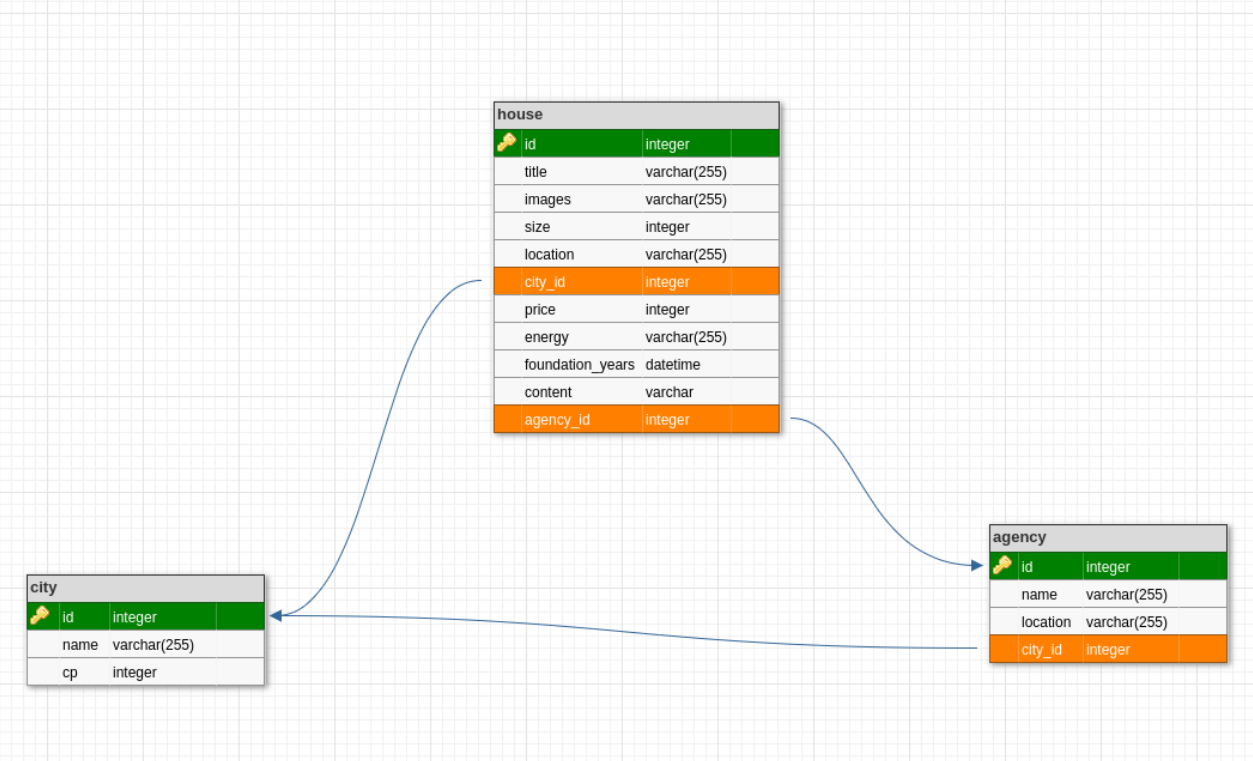 house
id integer
title varchar(255)
images varchar(255)
size integer
location varchar(255)
city_id integer
price integer
energy varchar(255)
foundation_years datetime
content varchar
agency_id integer
city
id integer
name varchar(255)
cp integer
agency
id integer
name varchar(255)
location varchar(255)
city_id integer